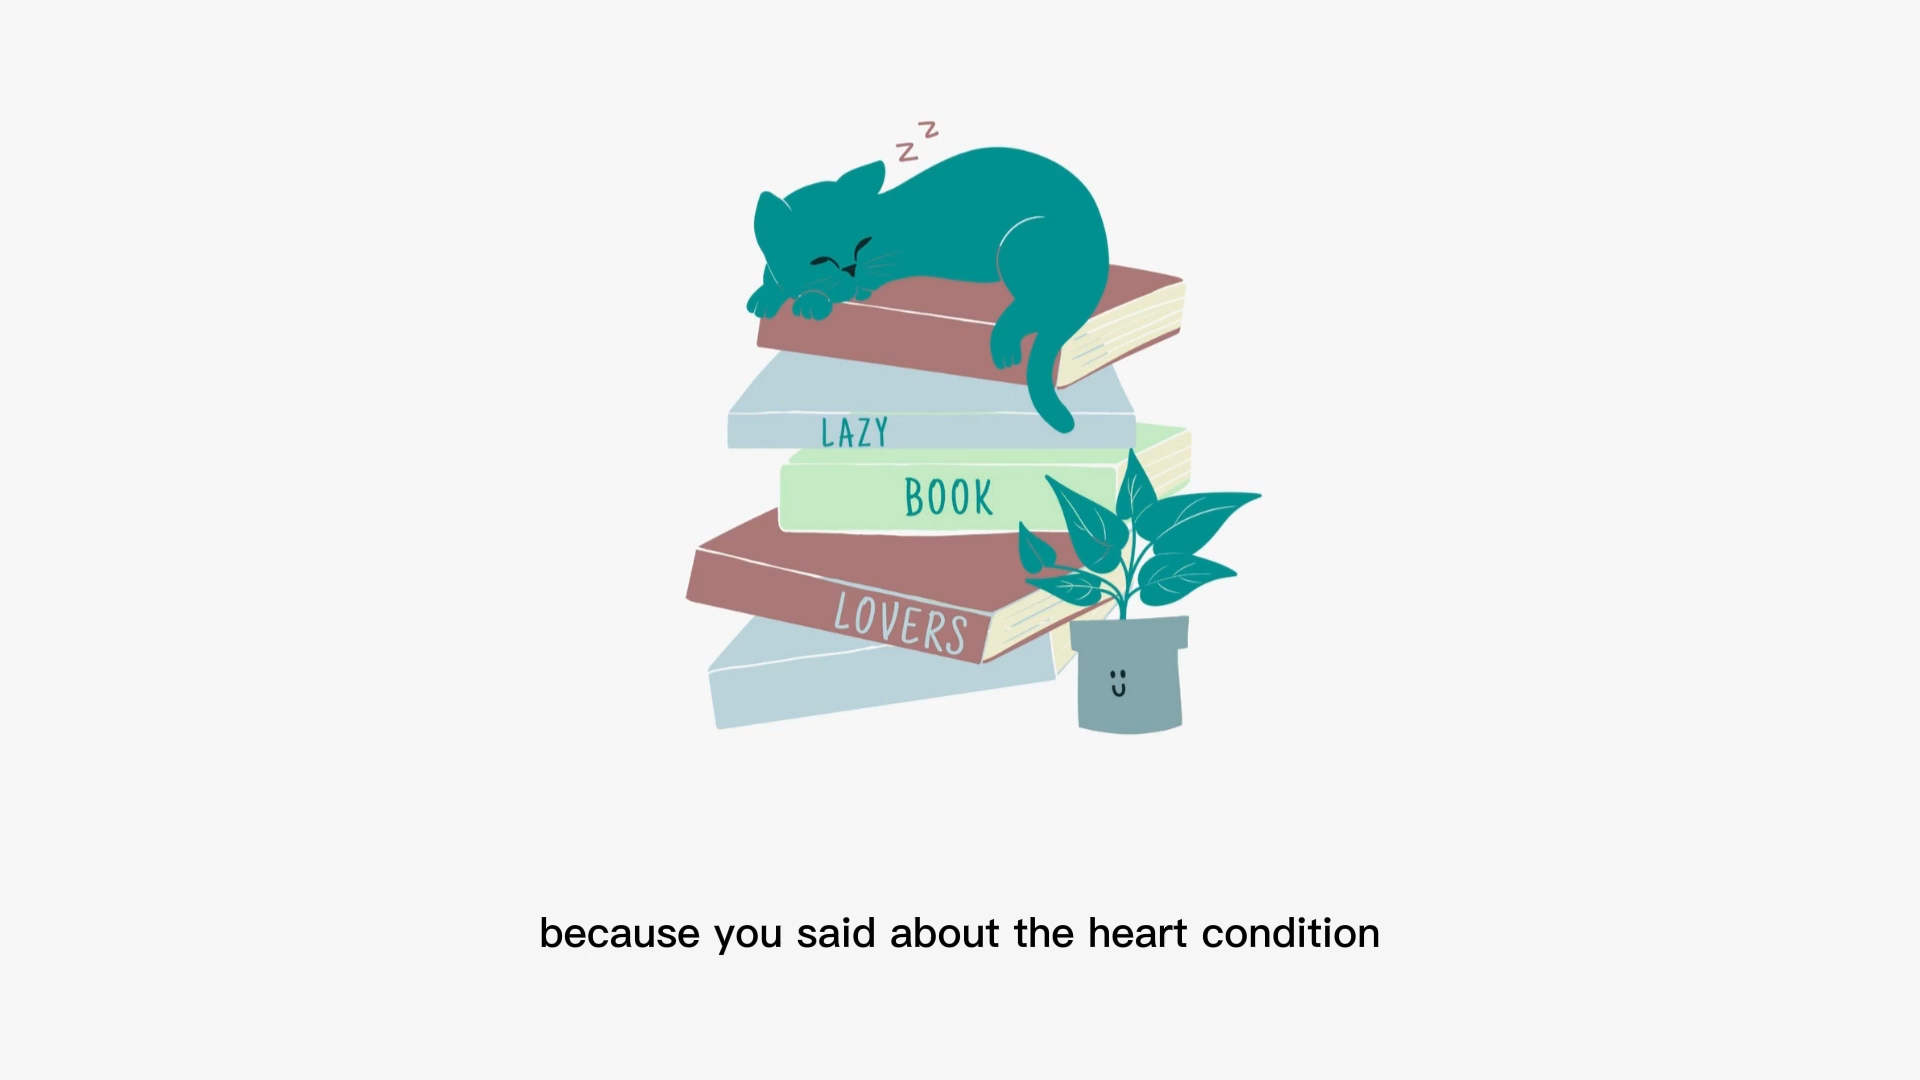 z
z
LAZY
BOOK
LOVERS
because you said about the heart condition